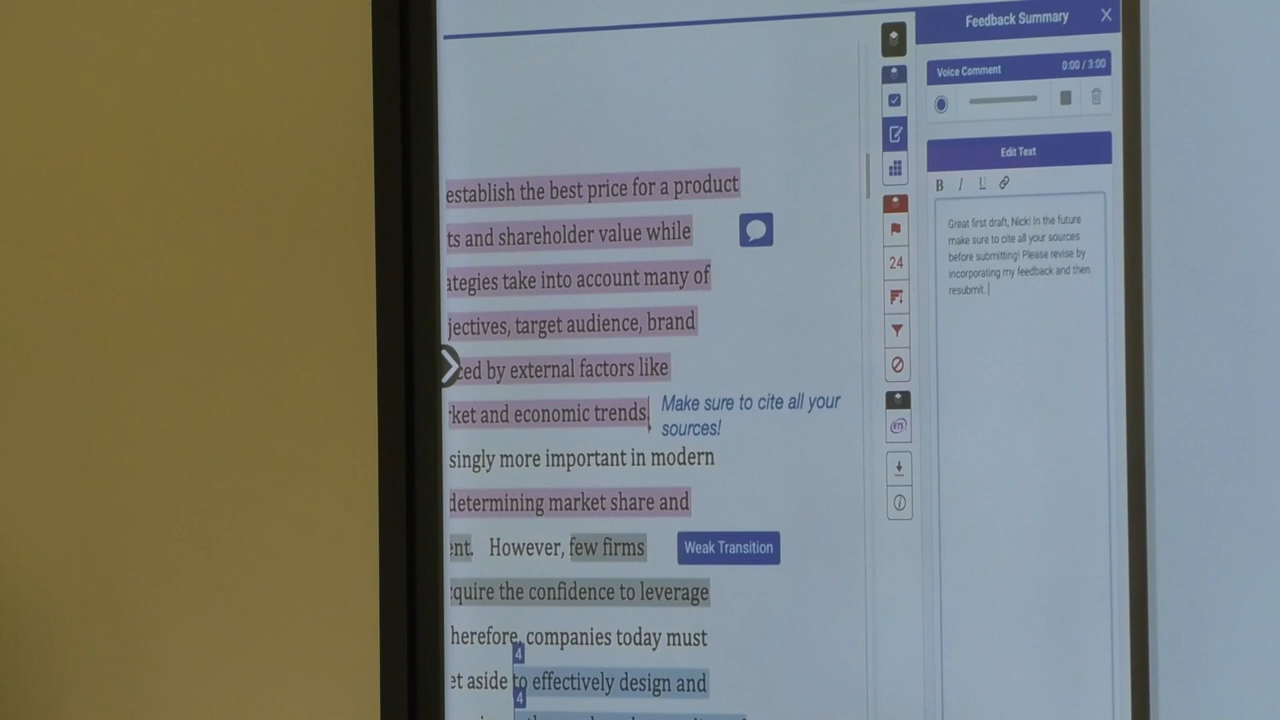 Feedback Summary X
Voice Comment 0:00 / 3:00
Edit Text
B I U
Great first draft, Nick! In the future
make sure to cite all your sources
before submitting! Please revise by
incorporating my feedback and then
resubmit.
establish the best price for a product
ts and shareholder value while
ategies take into account many of
jectives, target audience, brand
ced by external factors like
rket and economic trends.
Make sure to cite all your
sources!
singly more important in modern
determining market share and
ent. However, few firms
Weak Transition
quire the confidence to leverage
herefore, companies today must
4
et aside to effectively design and
4
24
ETS